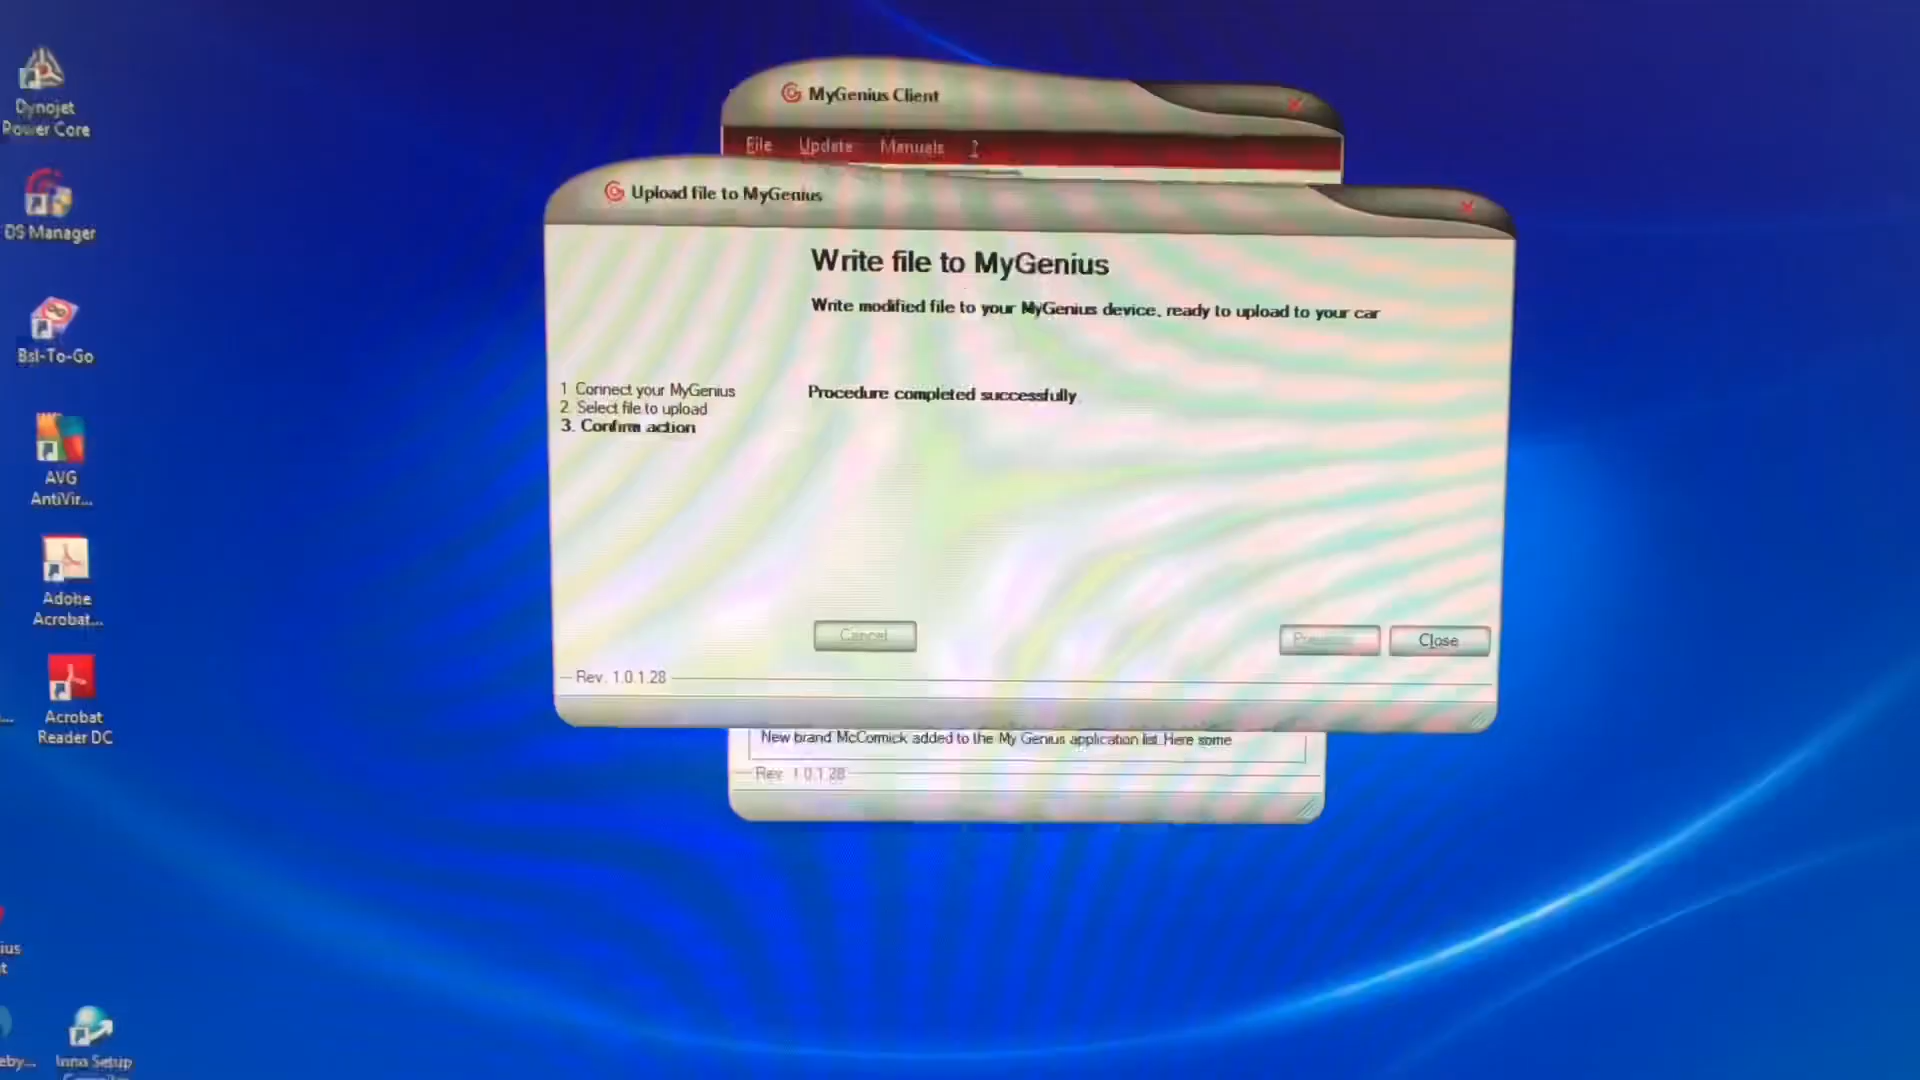 Dynojet
Power Core
DS Manager
Bsl-To-Go
AVG
AntiVir...
Adobe
Acrobat...
Acrobat
Reader DC
ius
t
eby...
Inno Setup
MyGenius Client
File Update Manuals ?
Upload file to MyGenius
Write file to MyGenius
Write modified file to your MyGenius device, ready to upload to your car
1 Connect your MyGenius
2. Select file to upload
3. Confirm action
Procedure completed successfully.
Cancel
Close
Rev. 1.0.1.28
New brand McCormick added to the My Genius application list. Here some
Rev. 1.0.1.28